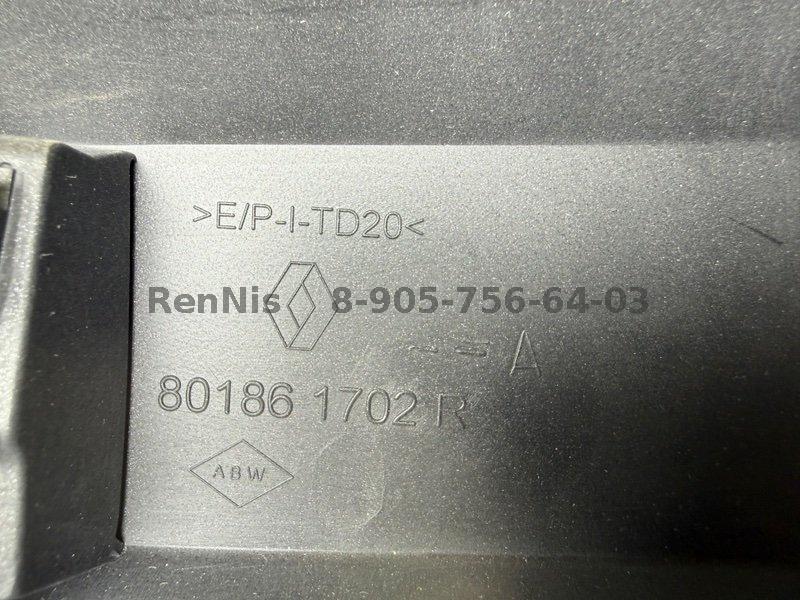 >E/P-I-TD20<
RenNis 8-905-756-64-03
A
80186 1702 R
ABW